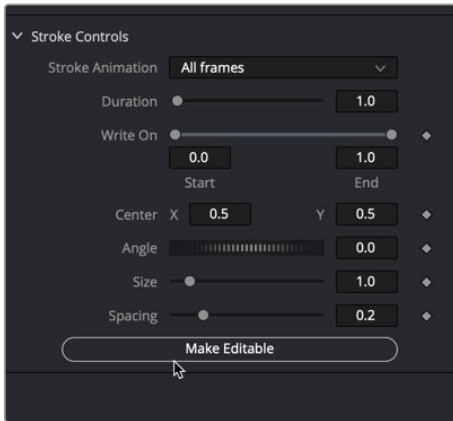 Stroke Controls
Stroke Animation All frames
Duration 1.0
Write On
0.0 1.0
Start End
Center X 0.5 Y 0.5
Angle 0.0
Size 1.0
Spacing 0.2
Make Editable